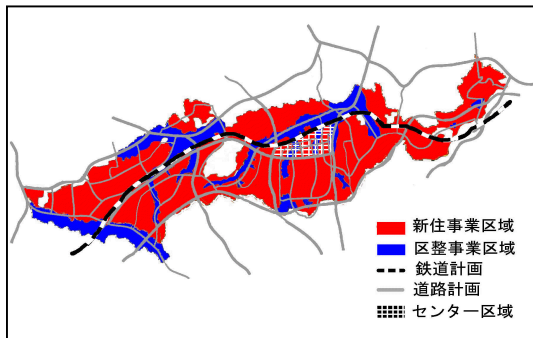 新住事業区域
区整事業区域
鉄道計画
道路計画
センター区域